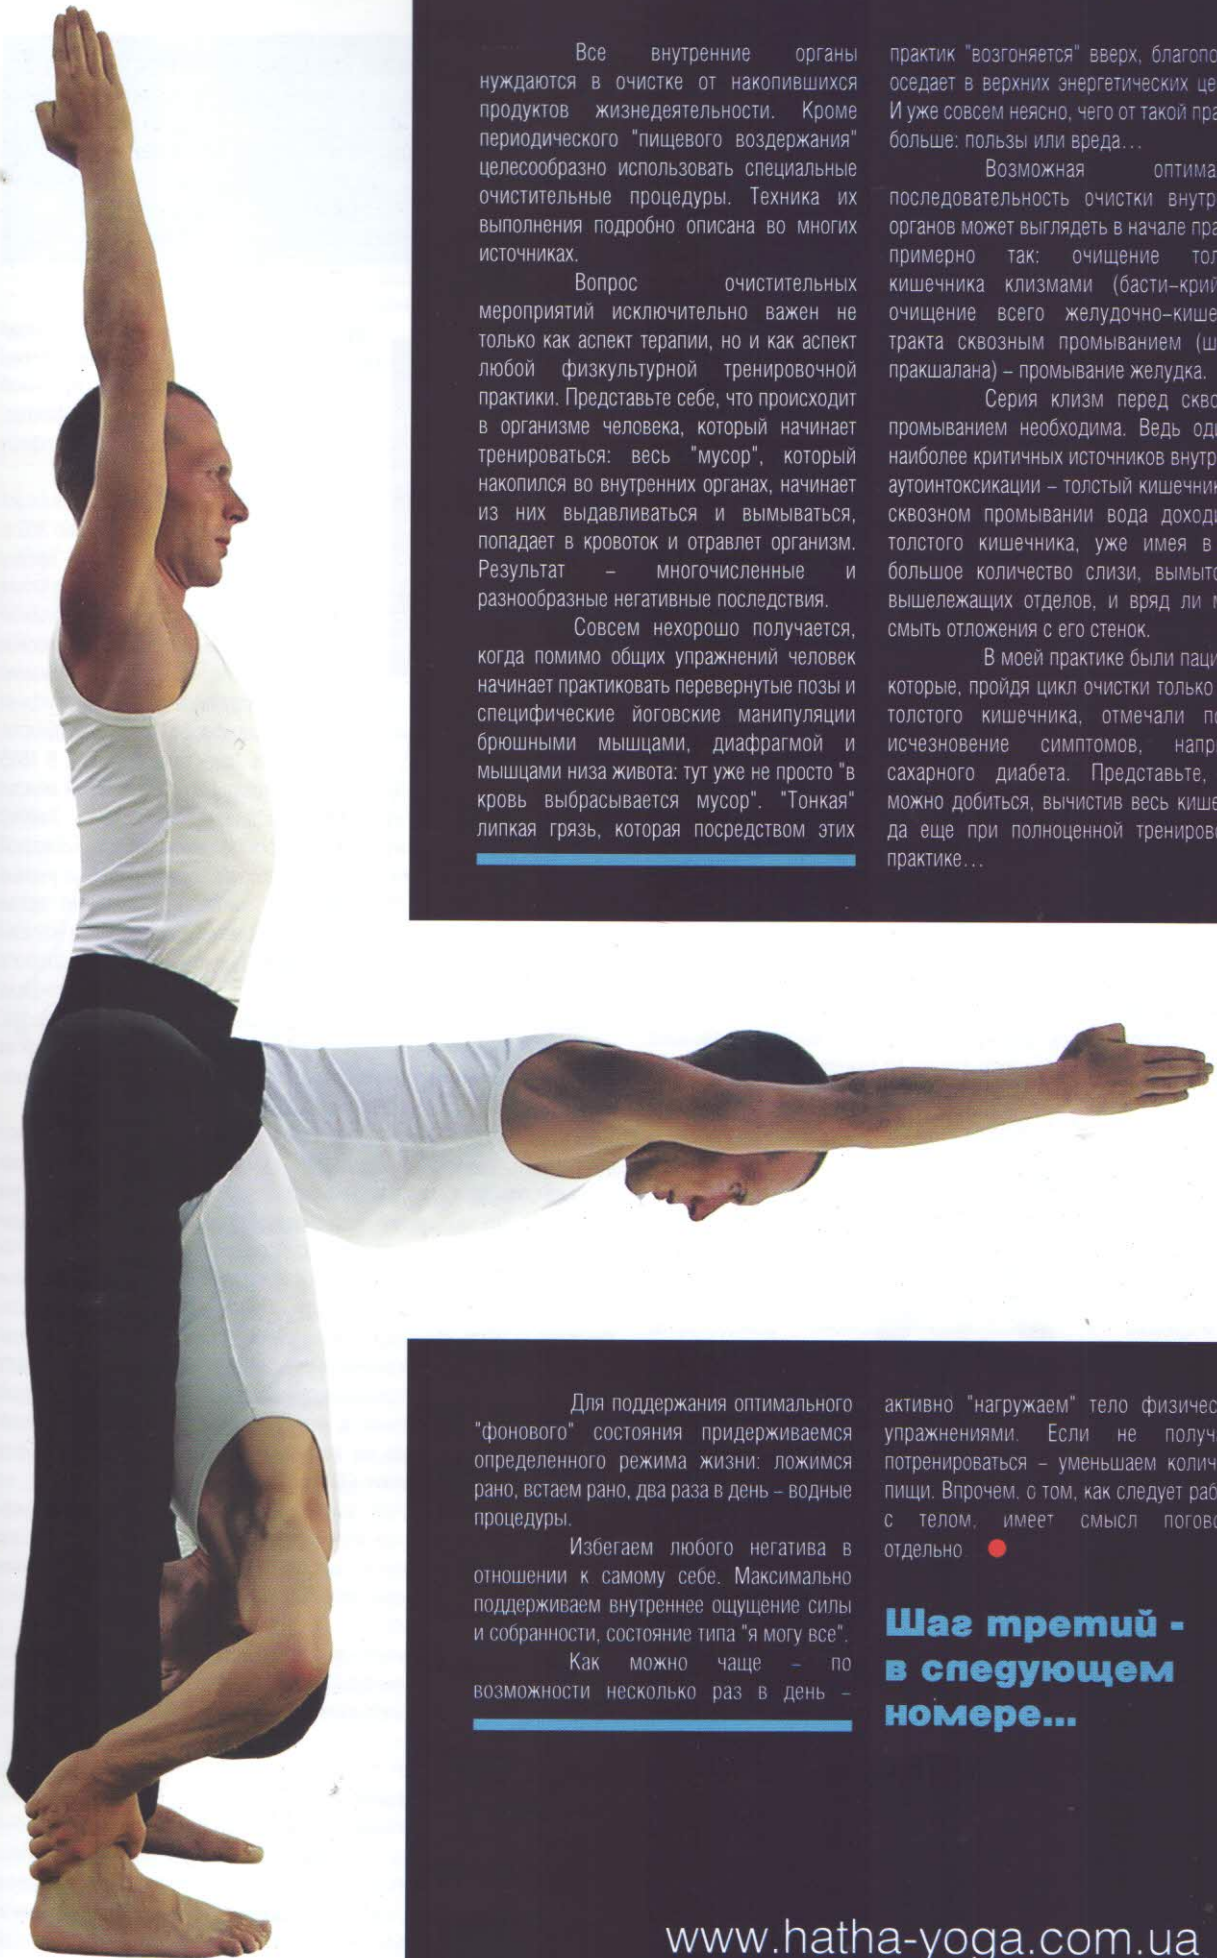 Все внутренние органы
нуждаются в очистке от накопившихся
продуктов жизнедеятельности. Кроме
периодического "пищевого воздержания"
целесообразно использовать специальные
очистительные процедуры. Техника их
выполнения подробно описана во многих
источниках.
Вопрос очистительных
мероприятий исключительно важен не
только как аспект терапии, но и как аспект
любой физкультурной тренировочной
практики. Представьте себе, что происходит
в организме человека, который начинает
тренироваться: весь "мусор", который
накопился во внутренних органах, начинает
из них выдавливаться и вымываться,
попадает в кровоток и отравлет организм.
Результат – многочисленные и
разнообразные негативные последствия.
Совсем нехорошо получается,
когда помимо общих упражнений человек
начинает практиковать перевернутые позы и
специфические йоговские манипуляции
брюшными мышцами, диафрагмой и
мышцами низа живота: тут уже не просто "в
кровь выбрасывается мусор". "Тонкая"
липкая грязь, которая посредством этих
практик "возгоняется" вверх,
оседает в верхних энергетических
И уже совсем неясно, чего от такой
больше: пользы или вреда...
Возможная
последовательность очистки
органов может выглядеть в начале
примерно так: очищение
кишечника клизмами
очищение всего
тракта сквозным промыванием
пракшалана) – промывание желудка.
Серия клизм перед
промыванием необходима. Ведь
наиболее критичных источников
аутоинтоксикации – толстый
сквозном промывании вода
толстого кишечника, уже имея в
большое количество слизи,
вышележащих отделов, и вряд ли
смыть отложения с его стенок.
В моей практике были
которые, пройдя цикл очистки только
толстого кишечника, отмечали
исчезновение симптомов,
сахарного диабета. Представьте,
можно добиться, вычистив весь
да еще при полноценной
практике...
Для поддержания оптимального
"фонового" состояния придерживаемся
определенного режима жизни: ложимся
рано, встаем рано, два раза в день – водные
процедуры.
Избегаем любого негатива в
отношении к самому себе. Максимально
поддерживаем внутреннее ощущение силы
и собранности, состояние типа "я могу все".
Как можно чаще – по
возможности несколько раз в день –
активно "нагружаем" тело
упражнениями. Если не
потренироваться – уменьшаем
пищи. Впрочем, о том, как следует
с телом, имеет смысл
отдельно.
Шаг третий -
в следующем
номере...
www.hatha-yoga.com.ua